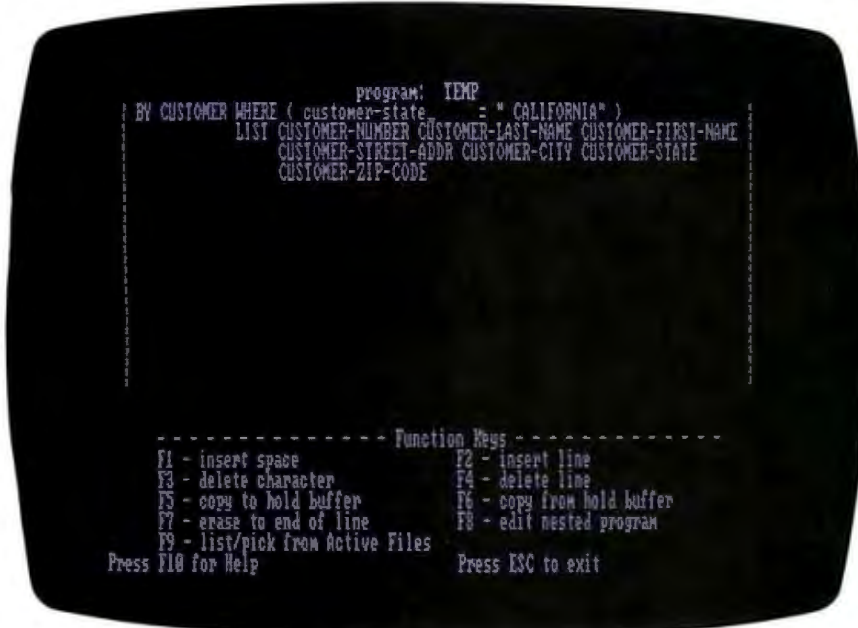 program: TEMP
BY CUSTOMER WHERE ( customer-state_ = " CALIFORNIA" )
LIST CUSTOMER-NUMBER CUSTOMER-LAST-NAME CUSTOMER-FIRST-NAME
CUSTOMER-STREET-ADDR CUSTOMER-CITY CUSTOMER-STATE
CUSTOMER-ZIP-CODE
- - - - - - - - - - - - - - Function Keys - - - - - - - - - - - - -
F1 - insert space F2 - insert line
F3 - delete character F4 - delete line
F5 - copy to hold buffer F6 - copy from hold buffer
F7 - erase to end of line F8 - edit nested program
F9 - list/pick from Active Files
Press F10 for Help Press ESC to exit